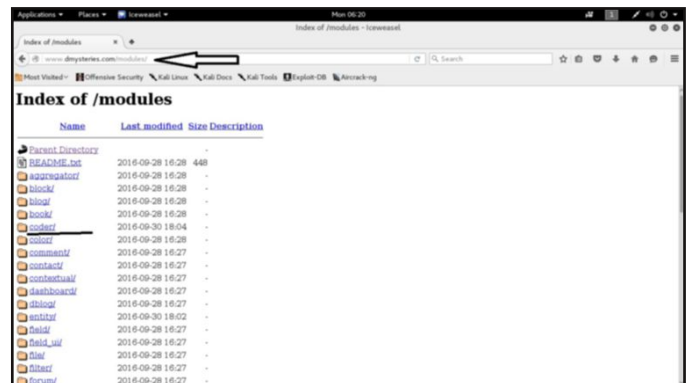 Applications Places Iceweasel Mon 06:20 1
Index of /modules - Iceweasel
Index of /modules
www.dmysteries.com/modules/ Search
Most Visited Offensive Security Kali Linux Kali Docs Kali Tools Exploit-DB Aircrack-ng
Index of /modules
Name Last modified Size Description
Parent Directory -
README.txt 2016-09-28 16:28 448
aggregator/ 2016-09-28 16:28 -
block/ 2016-09-28 16:28 -
blog/ 2016-09-28 16:28 -
book/ 2016-09-28 16:28 -
coder/ 2016-09-30 18:04 -
color/ 2016-09-28 16:28 -
comment/ 2016-09-28 16:27 -
contact/ 2016-09-28 16:27 -
contextual/ 2016-09-28 16:27 -
dashboard/ 2016-09-28 16:27 -
dblog/ 2016-09-28 16:27 -
entity/ 2016-09-30 18:02 -
field/ 2016-09-28 16:27 -
field_ui/ 2016-09-28 16:27 -
file/ 2016-09-28 16:27 -
filter/ 2016-09-28 16:27 -
forum/ 2016-09-28 16:27 -